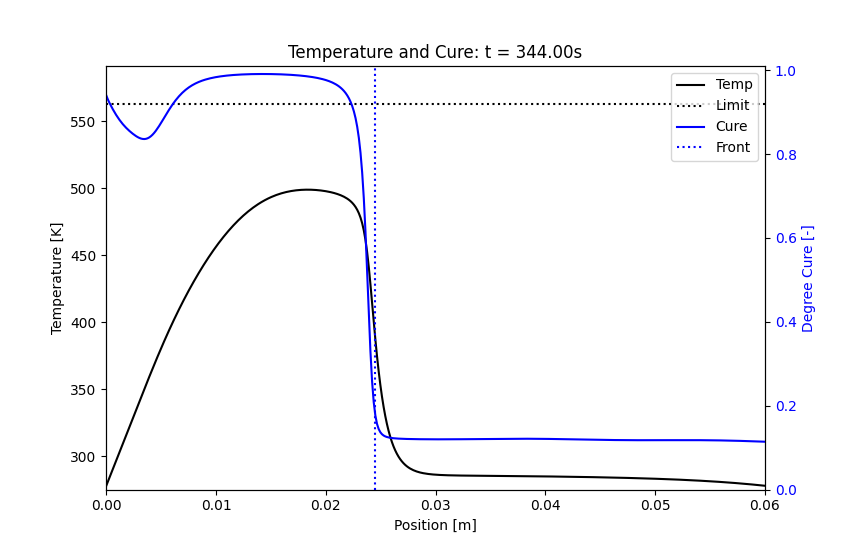 Temperature and Cure: t = 344.00s
Temp
Limit
Cure
Front
Temperature [K]
550
500
450
400
350
300
Degree Cure [-]
1.0
0.8
0.6
0.4
0.2
0.0
0.00 0.01 0.02 0.03 0.04 0.05 0.06
Position [m]